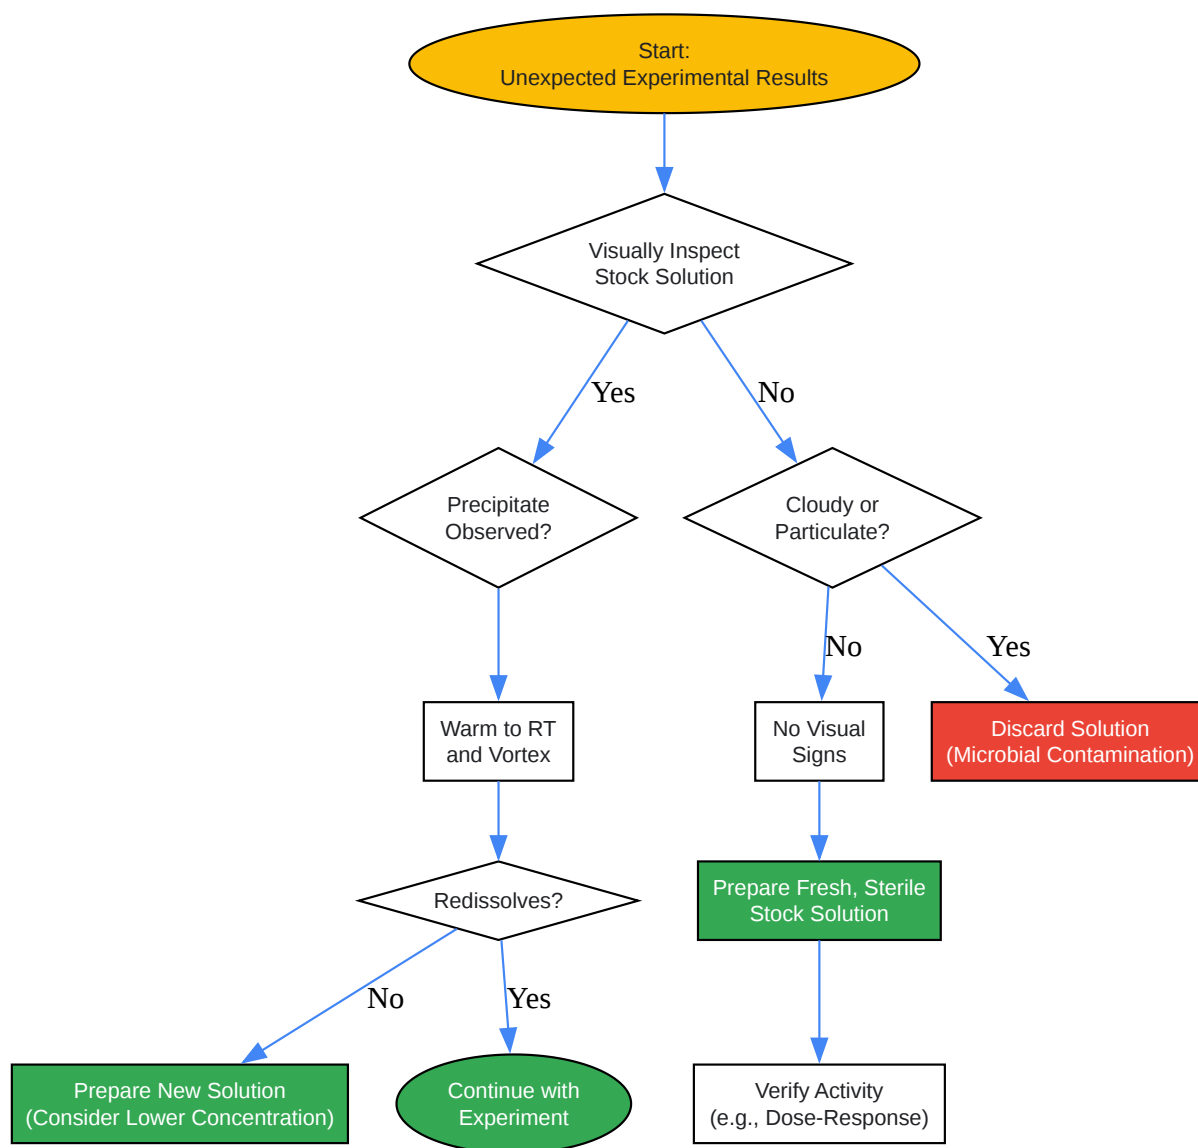 Start:
Unexpected Experimental Results
Visually Inspect
Stock Solution
Yes
No
Precipitate
Observed?
Cloudy or
Particulate?
No
Yes
Warm to RT
and Vortex
No Visual
Signs
Discard Solution
(Microbial Contamination)
Redissolves?
Prepare Fresh, Sterile
Stock Solution
No
Yes
Prepare New Solution
(Consider Lower Concentration)
Continue with
Experiment
Verify Activity
(e.g., Dose-Response)